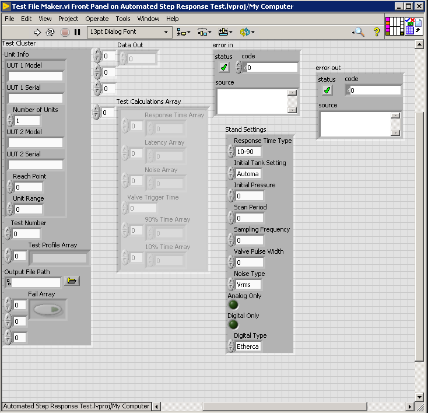 Test File Maker.vi Front Panel on Automated Step Response Test.lvproj/My Computer
File Edit View Project Operate Tools Window Help
13pt Dialog Font
Test Cluster
Unit Info
UUT 1 Model
UUT 1 Serial
Number of Units
1
UUT 2 Model
UUT 2 Serial
Reach Point
0
Unit Range
0
Test Number
0
Test Profile Array
0
Output File Path
Fail Array
0
0
0
Data Out
0
0
0
Test Calculations Array
0
Response Time Array
0
0
Latency Array
0
0
Noise Array
0
0
Valve Trigger Time
0
90% Time Array
0
0
10% Time Array
0
0
error in
status
code
0
source
Stand Settings
Response Time Type
10-90
Initial Tank Setting
Automa
Initial Pressure
0
Scan Period
0
Sampling Frequency
0
Valve Pulse Width
0
Noise Type
Vrms
Analog Only
Digital Only
Digital Type
Etherca
error out
status
code
0
source
Automated Step Response Test.lvproj/My Computer